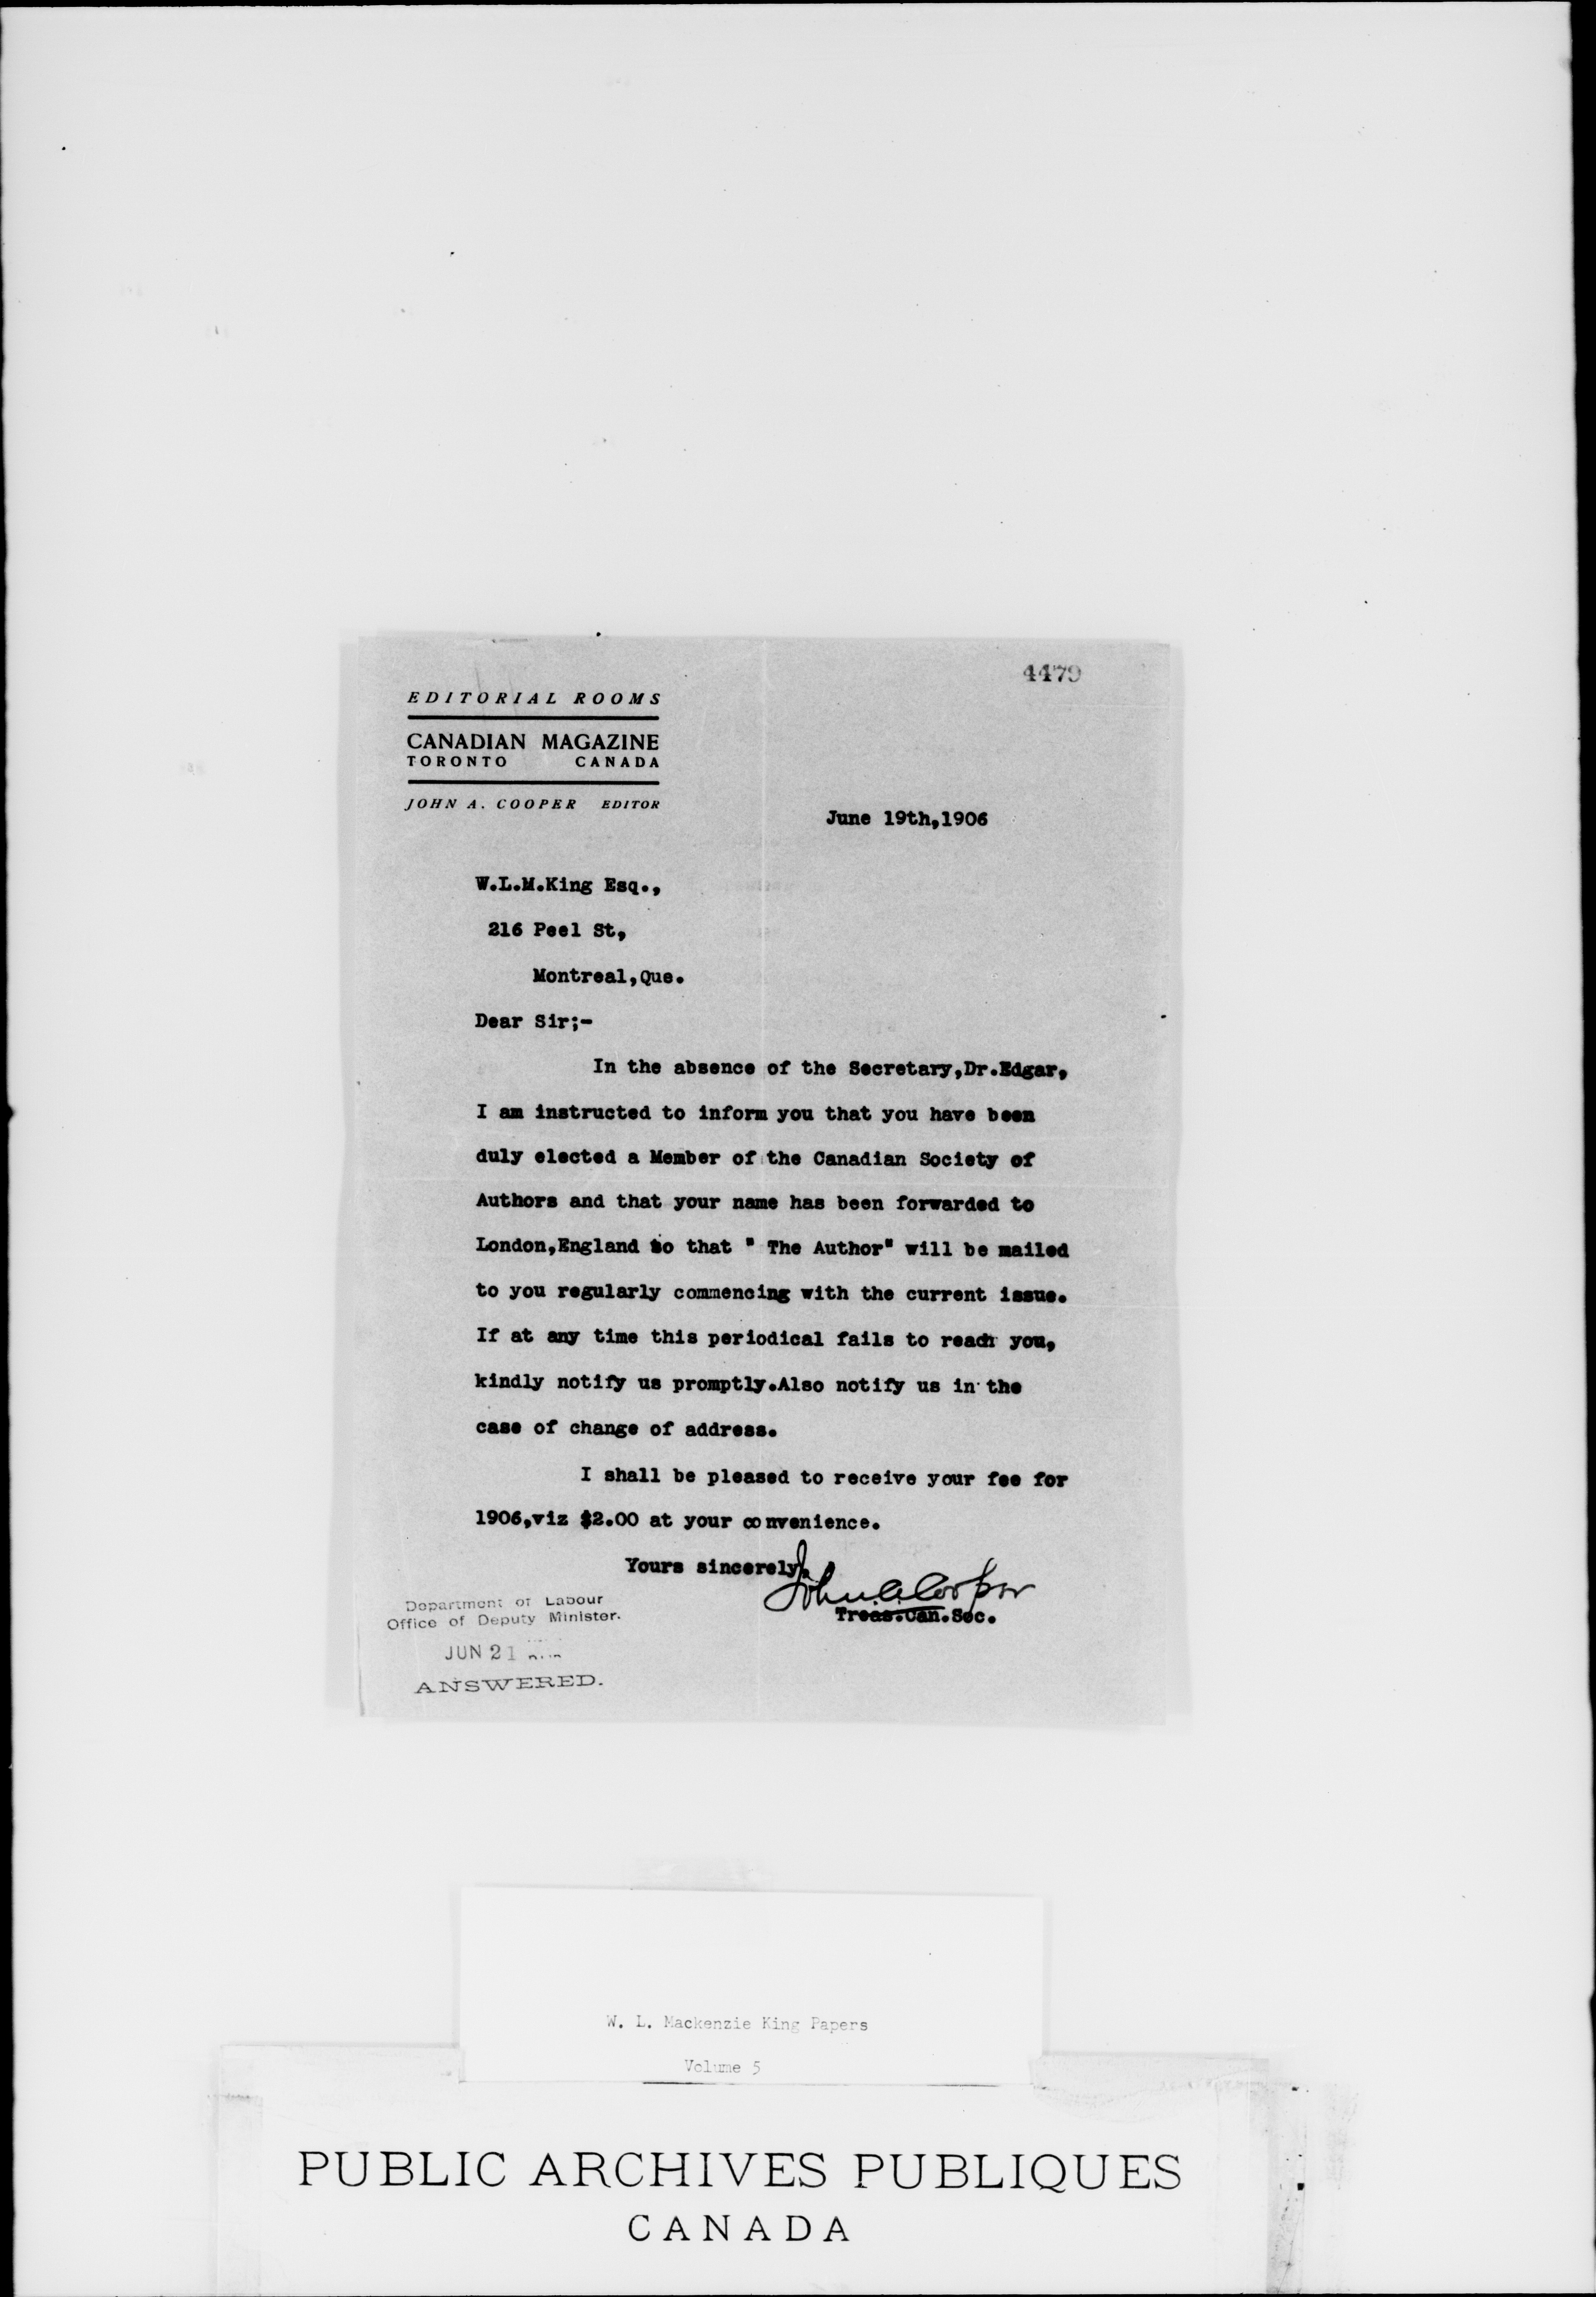 4479
EDITORIAL ROOMS
CANADIAN MAGAZINE
TORONTO CANADA
JOHN A. COOPER EDITOR
June 19th,1906
W.L.M.King Esq.,
216 Peel St,
Montreal,Que.
Dear Sir;-
In the absence of the Secretary,Dr.Edgar,
I am instructed to inform you that you have been
duly elected a Member of the Canadian Society of
Authors and that your name has been forwarded to
London,England so that " The Author" will be mailed
to you regularly commencing with the current issue.
If at any time this periodical fails to reach you,
kindly notify us promptly.Also notify us in the
case of change of address.
I shall be pleased to receive your fee for
1906,viz $2.00 at your convenience.
Yours sincerely,
John A. Cooper
Treas.Can.Soc.
Department of Labour
Office of Deputy Minister.
JUN 21
ANSWERED.
W. L. Mackenzie King Papers
Volume 5
PUBLIC ARCHIVES PUBLIQUES
CANADA